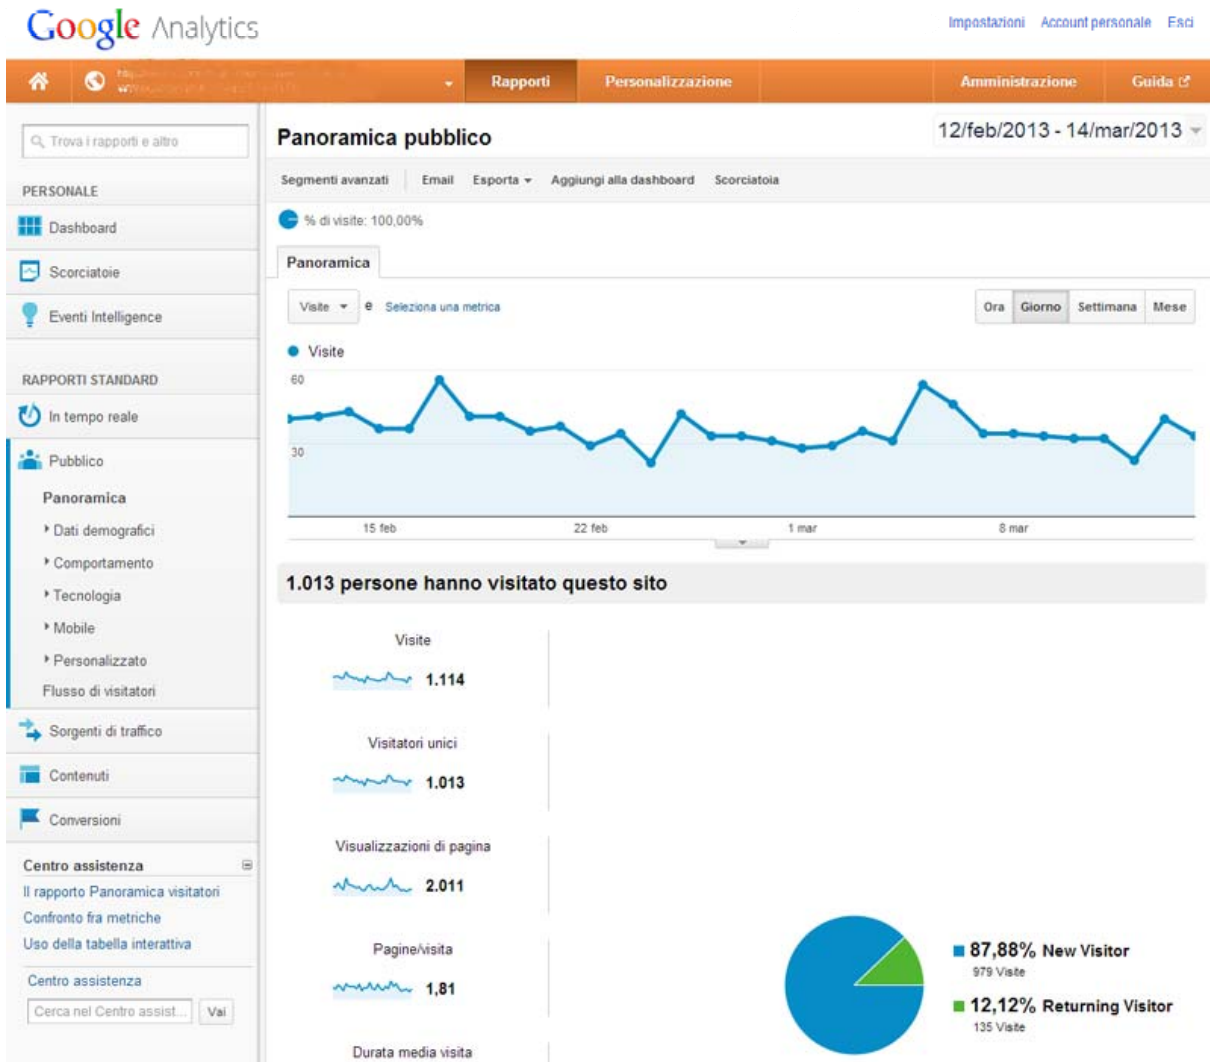 Google Analytics
Impostazioni Account personale Esci
Rapporti Personalizzazione Amministrazione Guida
Trova i rapporti e altro
Panoramica pubblico
12/feb/2013 - 14/mar/2013
Segmenti avanzati Email Esporta Aggiungi alla dashboard Scorciatoia
PERSONALE
% di visite: 100,00%
Dashboard
Panoramica
Scorciatoie
Visite e Seleziona una metrica
Ora Giorno Settimana Mese
Eventi Intelligence
Visite
RAPPORTI STANDARD
60
In tempo reale
30
Pubblico
Panoramica
15 feb 22 feb 1 mar 8 mar
Dati demografici
Comportamento
1.013 persone hanno visitato questo sito
Tecnologia
Mobile
Personalizzato
Flusso di visitatori
Sorgenti di traffico
Contenuti
Conversioni
Visite
1.114
Visitatori unici
1.013
Visualizzazioni di pagina
2.011
Pagine/visita
1,81
Durata media visita
87,88% New Visitor
979 Visite
12,12% Returning Visitor
135 Visite
Centro assistenza
Il rapporto Panoramica visitatori
Confronto fra metriche
Uso della tabella interattiva
Centro assistenza
Cerca nel Centro assist... Vai